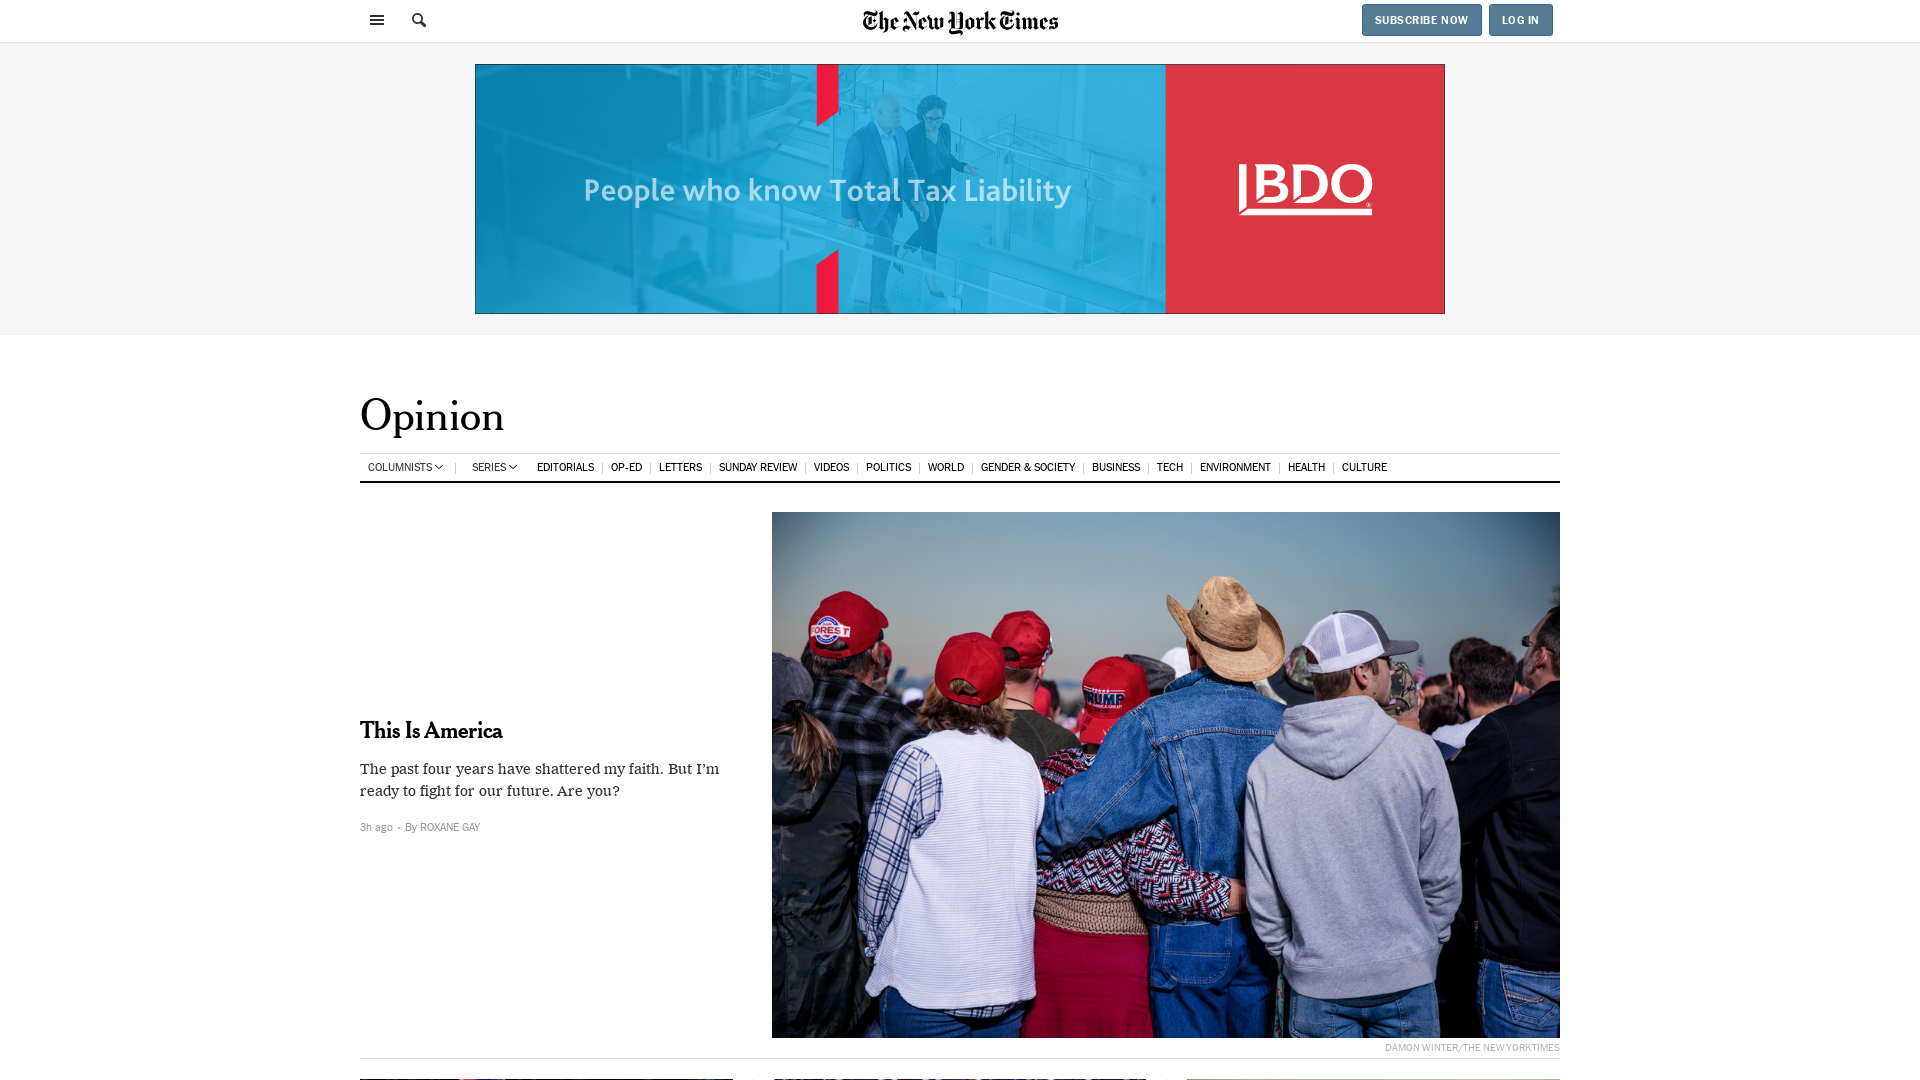 The New York Times
SUBSCRIBE NOW
LOG IN
People who know Total Tax Liability
BDO
Opinion
COLUMNISTS
SERIES
EDITORIALS
OP-ED
LETTERS
SUNDAY REVIEW
VIDEOS
POLITICS
WORLD
GENDER & SOCIETY
BUSINESS
TECH
ENVIRONMENT
HEALTH
CULTURE
FOREST
TRUMP
This Is America
The past four years have shattered my faith. But I’m
ready to fight for our future. Are you?
3h ago · By ROXANE GAY
DAMON WINTER/THE NEW YORK TIMES